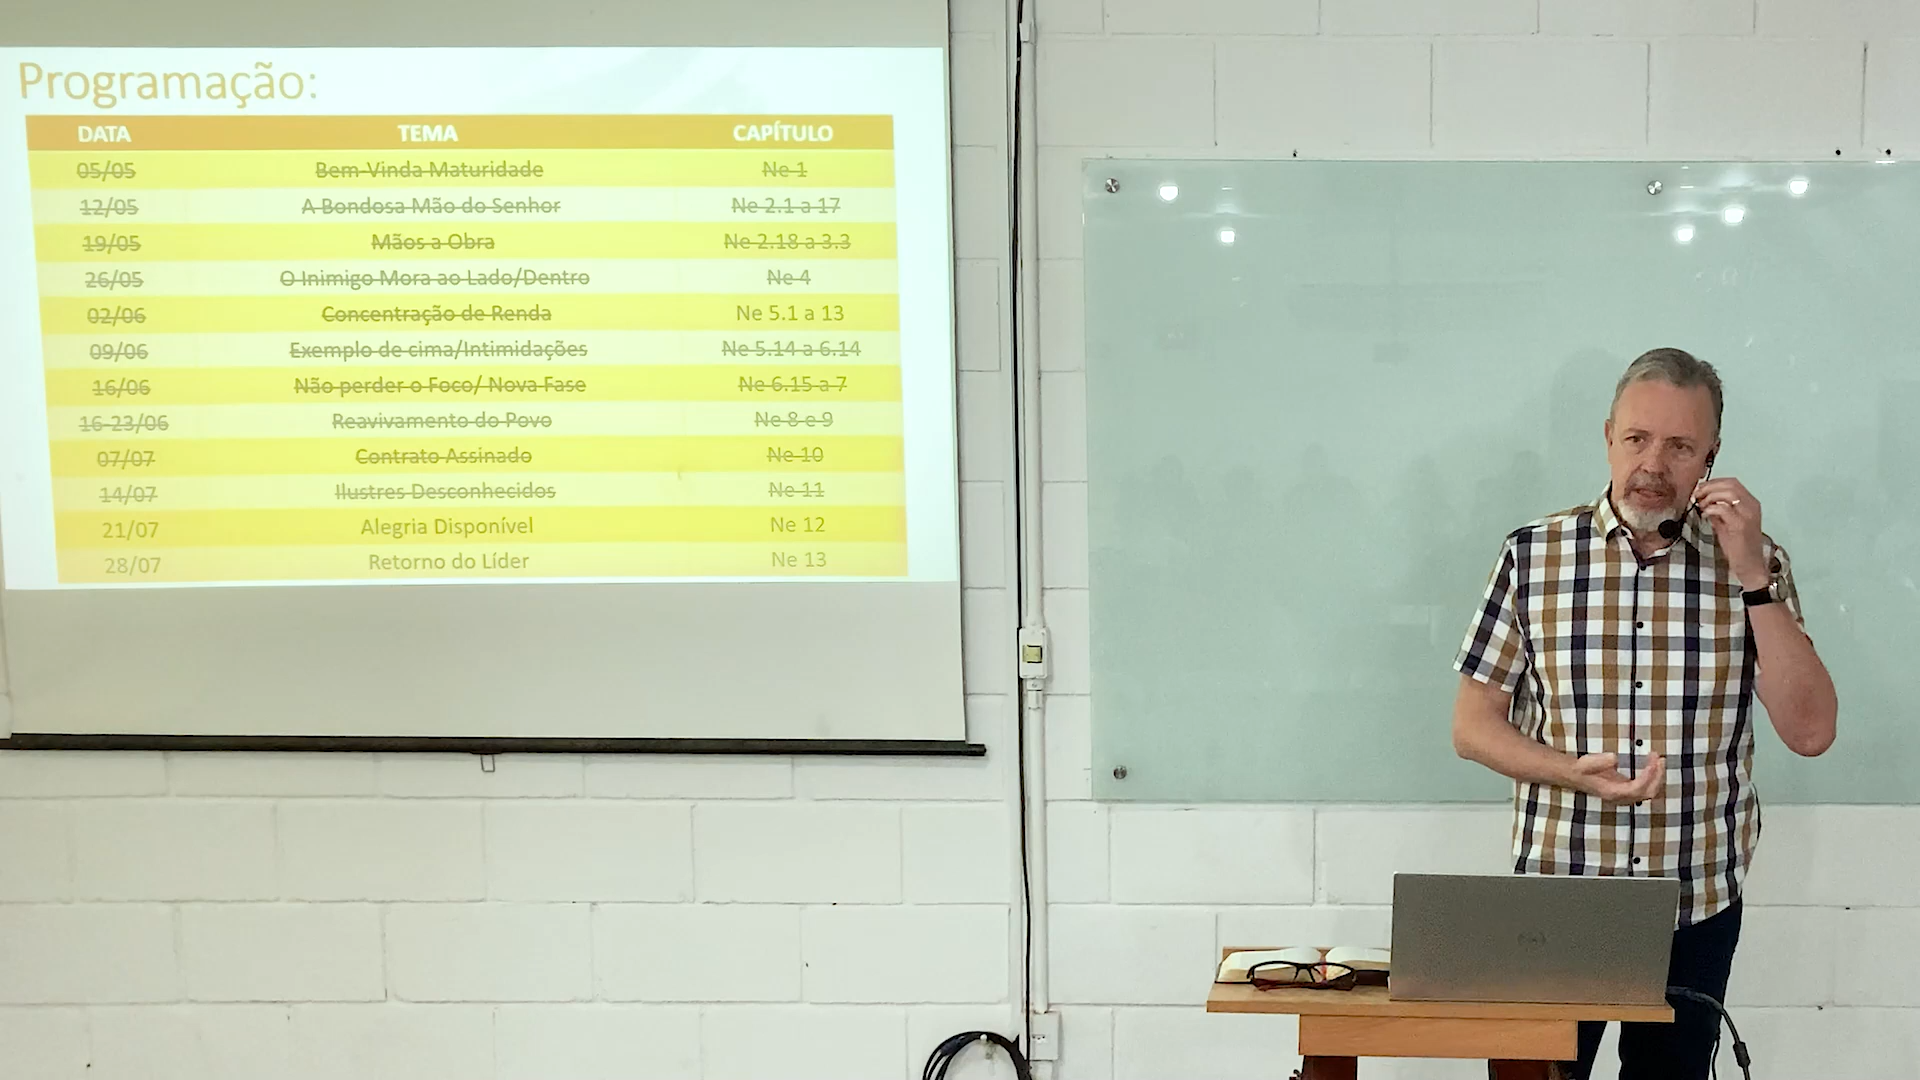 Programação:
DATA TEMA CAPÍTULO
05/05 Bem-Vinda Maturidade Ne 1
12/05 A Bondosa Mão do Senhor Ne 2.1 a 17
19/05 Mãos a Obra Ne 2.18 a 3.3
26/05 O Inimigo Mora ao Lado/Dentro Ne 4
02/06 Concentração de Renda Ne 5.1 a 13
09/06 Exemplo de cima/Intimidações Ne 5.14 a 6.14
16/06 Não perder o Foco/ Nova Fase Ne 6.15 a 7
16-23/06 Reavivamento do Povo Ne 8 e 9
07/07 Contrato Assinado Ne 10
14/07 Ilustres Desconhecidos Ne 11
21/07 Alegria Disponível Ne 12
28/07 Retorno do Líder Ne 13